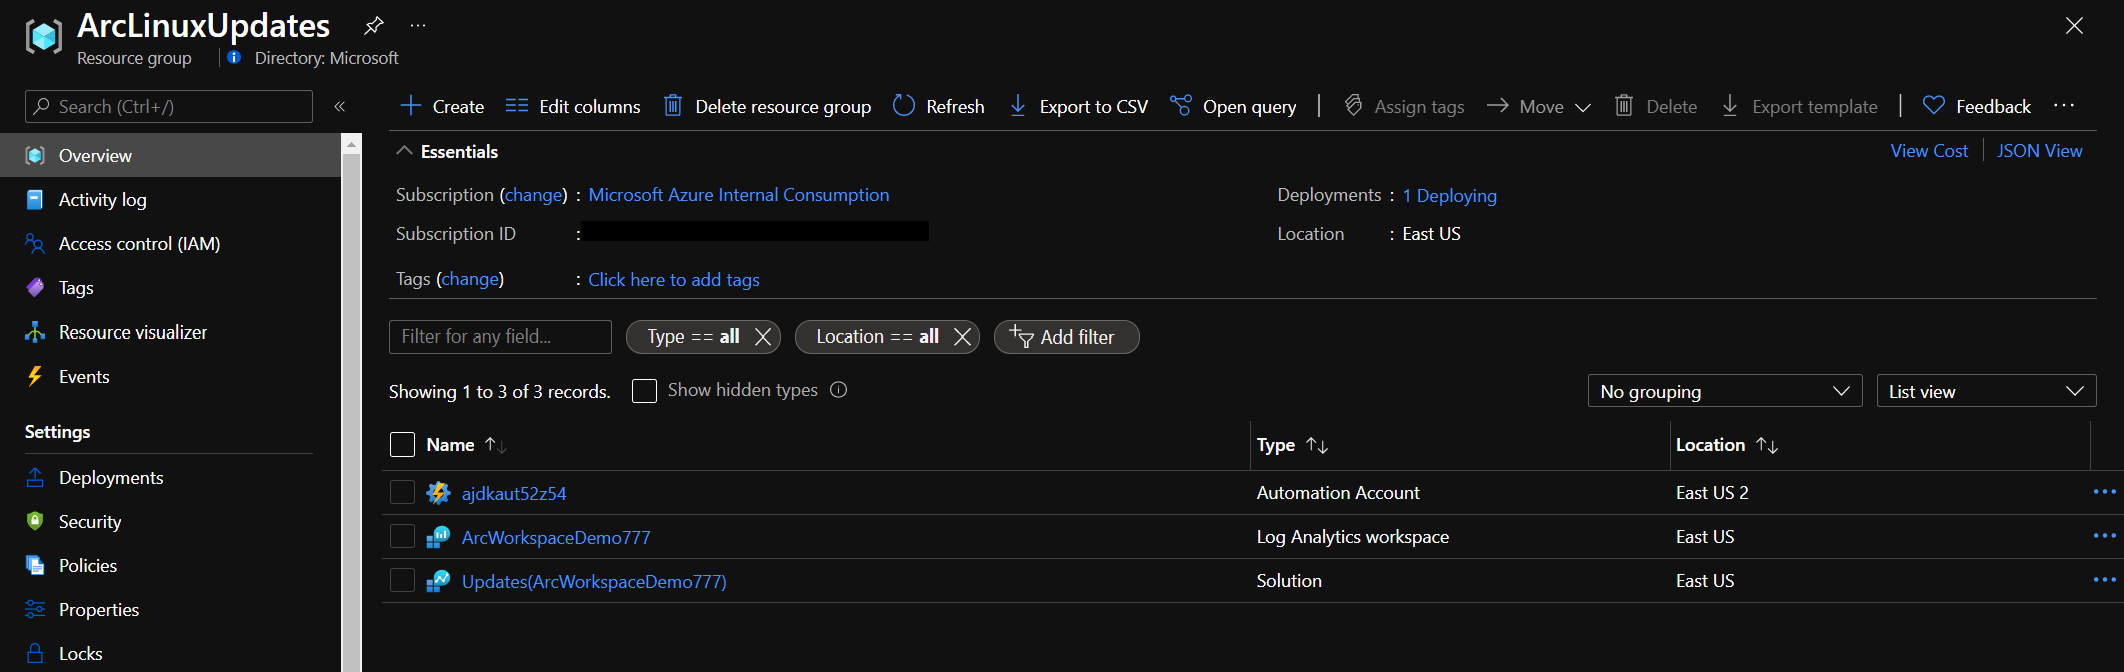 ArcLinuxUpdates
Resource group
Directory: Microsoft
Search (Ctrl+/)
Overview
Activity log
Access control (IAM)
Tags
Resource visualizer
Events
Settings
Deployments
Security
Policies
Properties
Locks
Create Edit columns Delete resource group Refresh Export to CSV Open query Assign tags Move Delete Export template Feedback
Essentials
View Cost JSON View
Subscription (change) : Microsoft Azure Internal Consumption
Deployments : 1 Deploying
Subscription ID :
Location : East US
Tags (change) : Click here to add tags
Filter for any field... Type == all Location == all Add filter
Showing 1 to 3 of 3 records. Show hidden types No grouping List view
Name Type Location
ajdkaut52z54 Automation Account East US 2
ArcWorkspaceDemo777 Log Analytics workspace East US
Updates(ArcWorkspaceDemo777) Solution East US